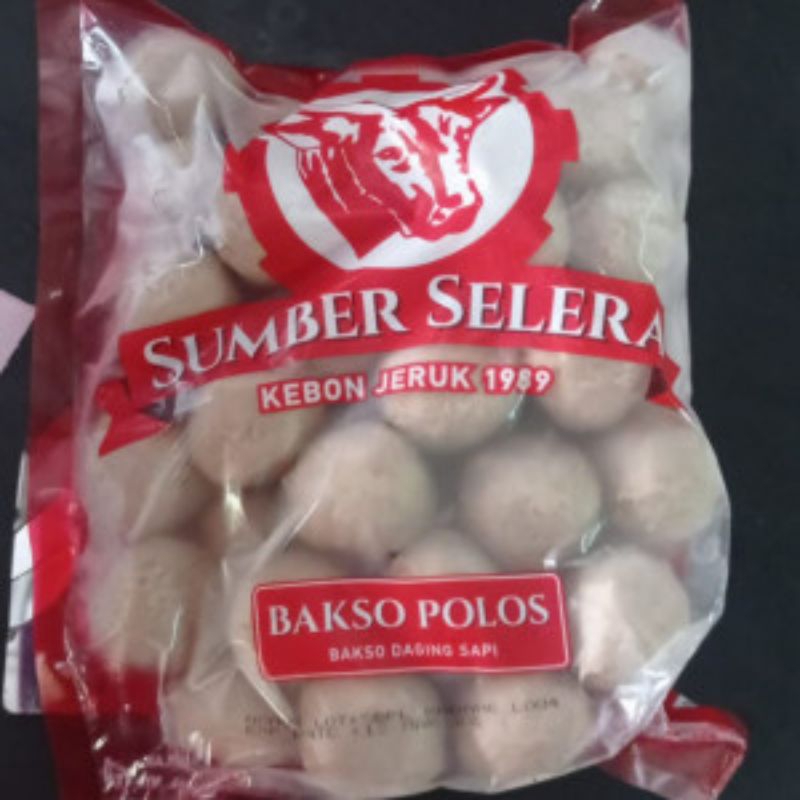 SUMBER SELERA
KEBON JERUK 1989
BAKSO POLOS
BAKSO DAGING SAPI